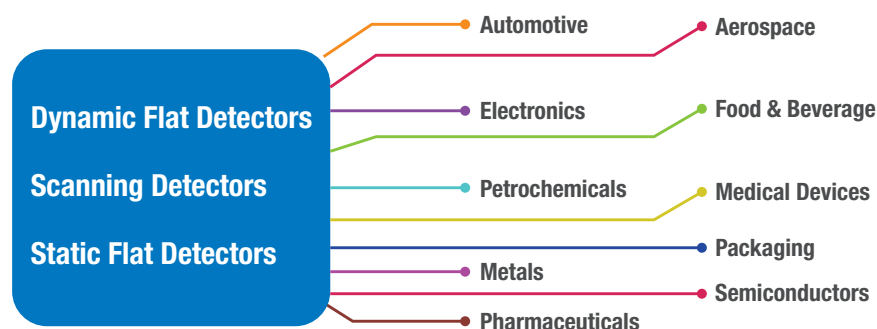 Dynamic Flat Detectors
Scanning Detectors
Static Flat Detectors
Automotive
Aerospace
Electronics
Food & Beverage
Petrochemicals
Medical Devices
Packaging
Metals
Semiconductors
Pharmaceuticals